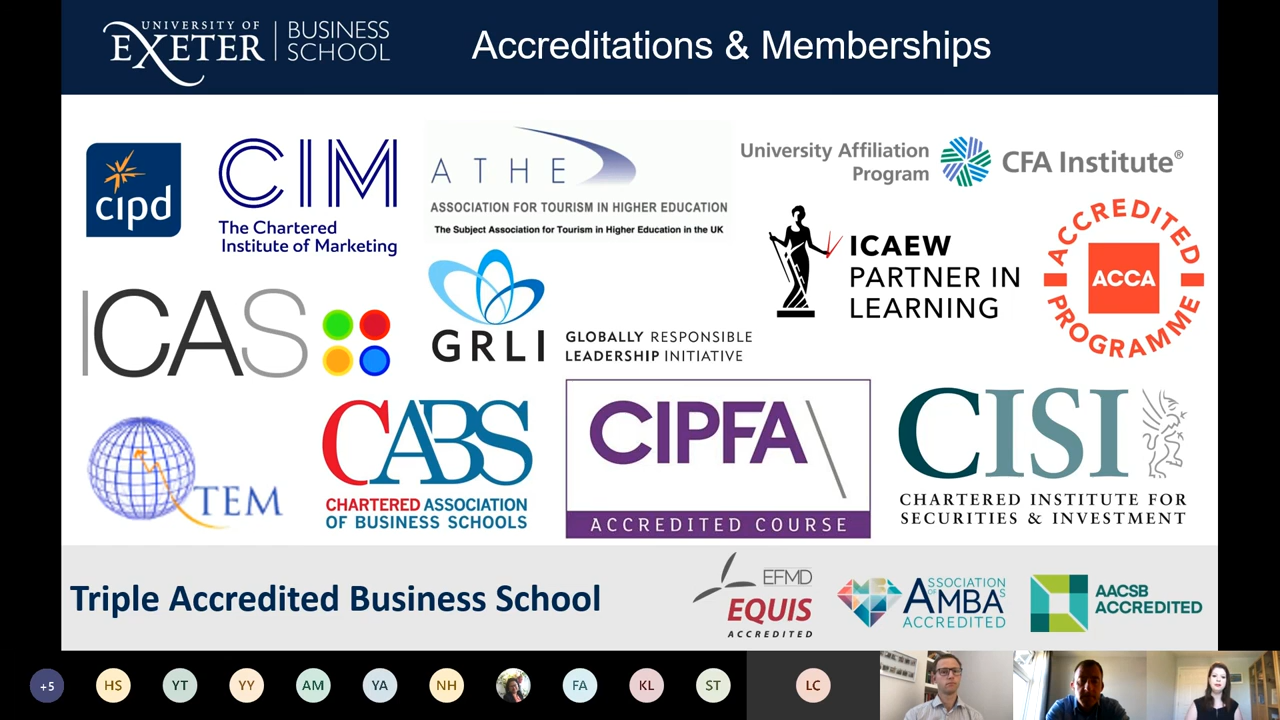 UNIVERSITY OF
EXETER
BUSINESS
SCHOOL
Accreditations & Memberships
cipd
CIM
The Chartered
Institute of Marketing
ATHE
ASSOCIATION FOR TOURISM IN HIGHER EDUCATION
The Subject Association for Tourism in Higher Education in the UK
University Affiliation
Program
CFA Institute®
ICAEW
PARTNER IN
LEARNING
ACCREDITED
ACCA
PROGRAMME
ICAS
GRLI
GLOBALLY RESPONSIBLE
LEADERSHIP INITIATIVE
TEM
CABS
CHARTERED ASSOCIATION
OF BUSINESS SCHOOLS
CIPFA
ACCREDITED COURSE
CISI
CHARTERED INSTITUTE FOR
SECURITIES & INVESTMENT
Triple Accredited Business School
EFMD
EQUIS
ACCREDITED
ASSOCIATION
OF AMBAS
ACCREDITED
AACSB
ACCREDITED
+5
HS
YT
YY
AM
YA
NH
FA
KL
ST
LC